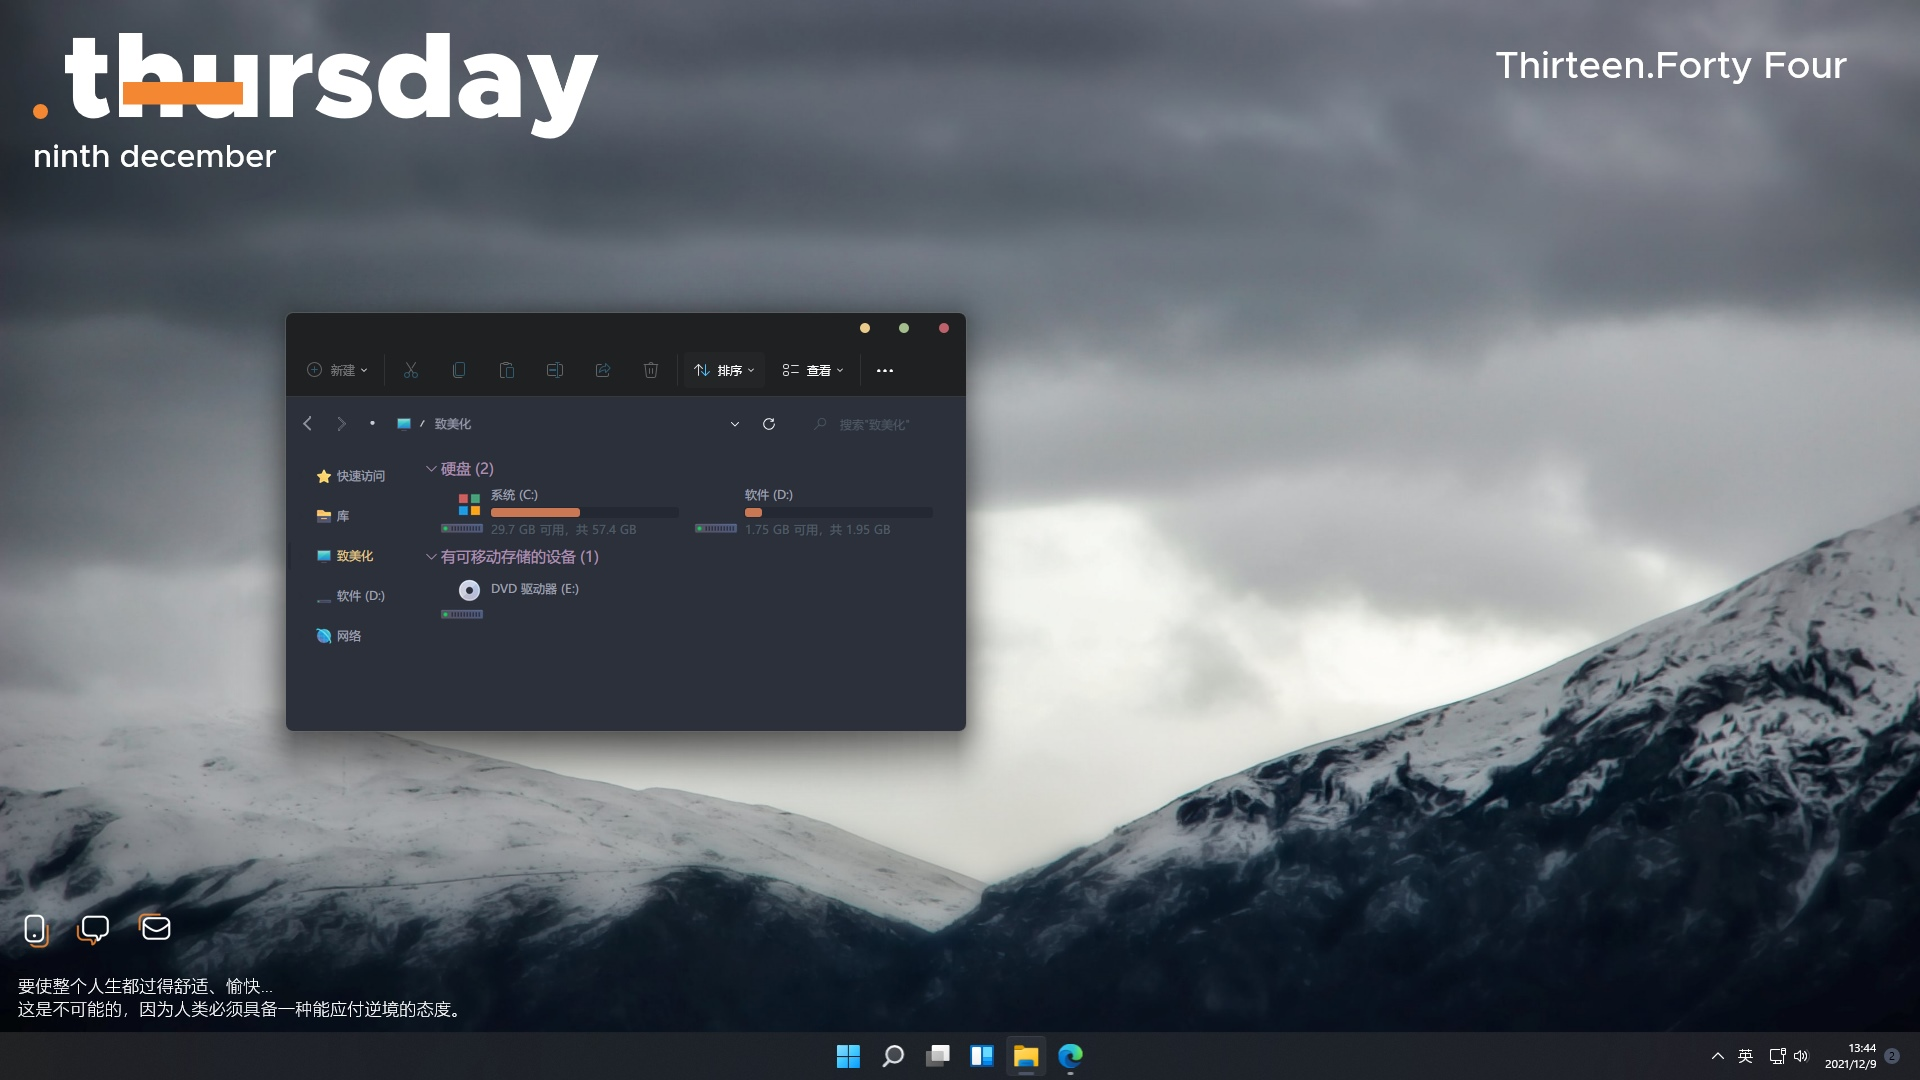 .thursday
ninth december
Thirteen.Forty Four
新建
排序
查看
致美化
搜索"致美化"
快速访问
库
致美化
软件 (D:)
网络
硬盘 (2)
系统 (C:)
29.7 GB 可用，共 57.4 GB
软件 (D:)
1.75 GB 可用，共 1.95 GB
有可移动存储的设备 (1)
DVD 驱动器 (E:)
要使整个人生都过得舒适、愉快...
这是不可能的，因为人类必须具备一种能应付逆境的态度。
英
13:44
2021/12/9
2